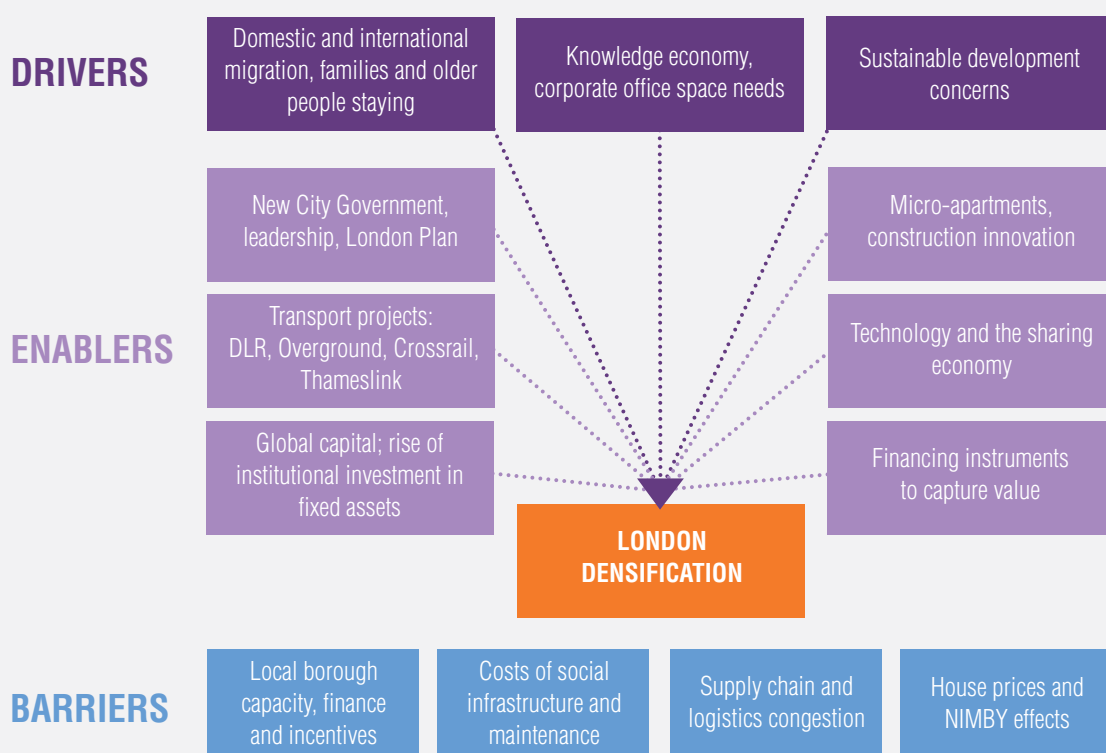 DRIVERS
Domestic and international
migration, families and older
people staying
Knowledge economy,
corporate office space needs
Sustainable development
concerns
ENABLERS
New City Government,
leadership, London Plan
Micro-apartments,
construction innovation
Transport projects:
DLR, Overground, Crossrail,
Thameslink
Technology and the sharing
economy
Global capital; rise of
institutional investment in
fixed assets
Financing instruments
to capture value
LONDON
DENSIFICATION
BARRIERS
Local borough
capacity, finance
and incentives
Costs of social
infrastructure and
maintenance
Supply chain and
logistics congestion
House prices and
NIMBY effects